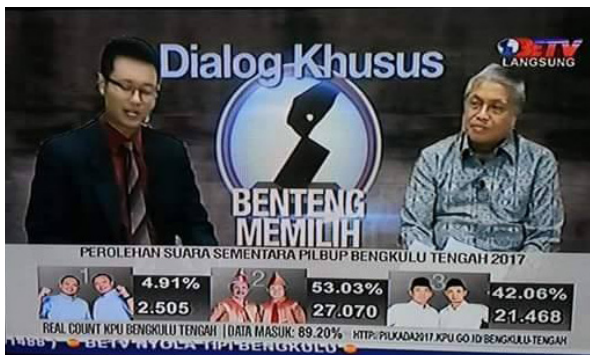 Dialog Khusus
BETV
LANGSUNG
BENTENG
MEMILIH
PEROLEHAN SUARA SEMENTARA PILBUP BENGKULU TENGAH 2017
1
4.91%
2.505
2
53.03%
27.070
3
42.06%
21.468
REAL COUNT KPU BENGKULU TENGAH | DATA MASUK: 89.20%
HTTP: PILKADA2017.KPU.GO.ID BENGKULU-TENGAH
BETV NYOLA TIPI BENGKULU